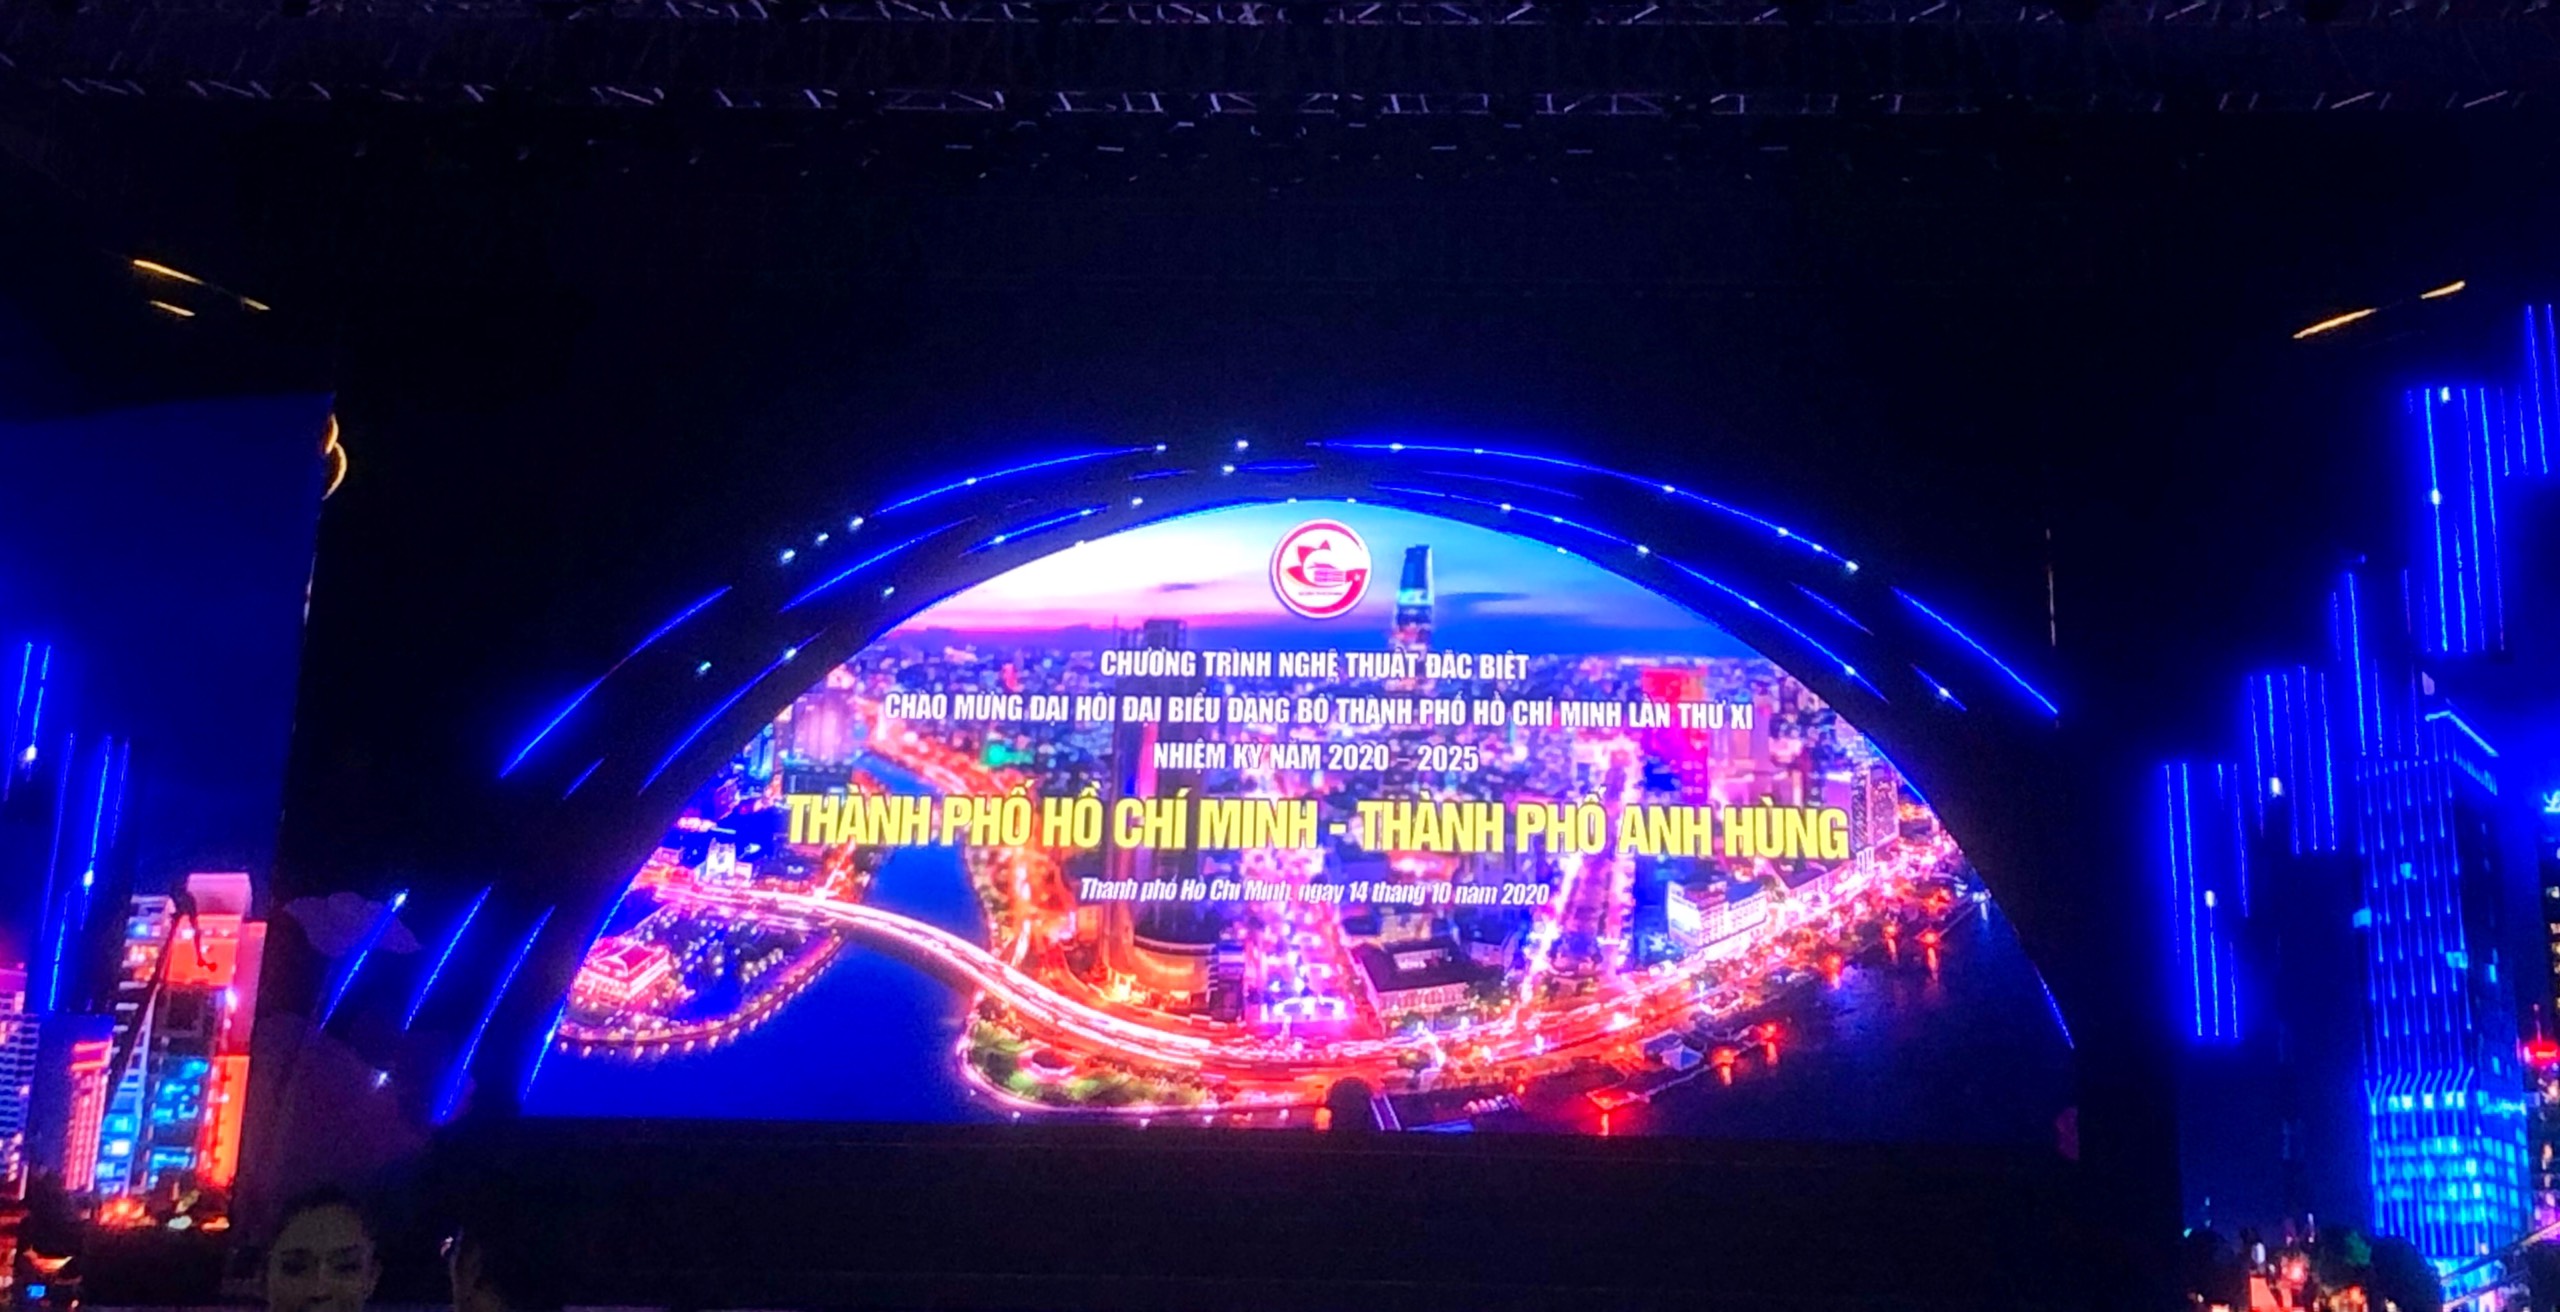 CHƯƠNG TRÌNH NGHỆ THUẬT ĐẶC BIỆT
CHÀO MỪNG ĐẠI HỘI ĐẠI BIỂU ĐẢNG BỘ THÀNH PHỐ HỒ CHÍ MINH LẦN THỨ XI
NHIỆM KỲ NĂM 2020 - 2025
THÀNH PHỐ HỒ CHÍ MINH - THÀNH PHỐ ANH HÙNG
Thành phố Hồ Chí Minh, ngày 14 tháng 10 năm 2020